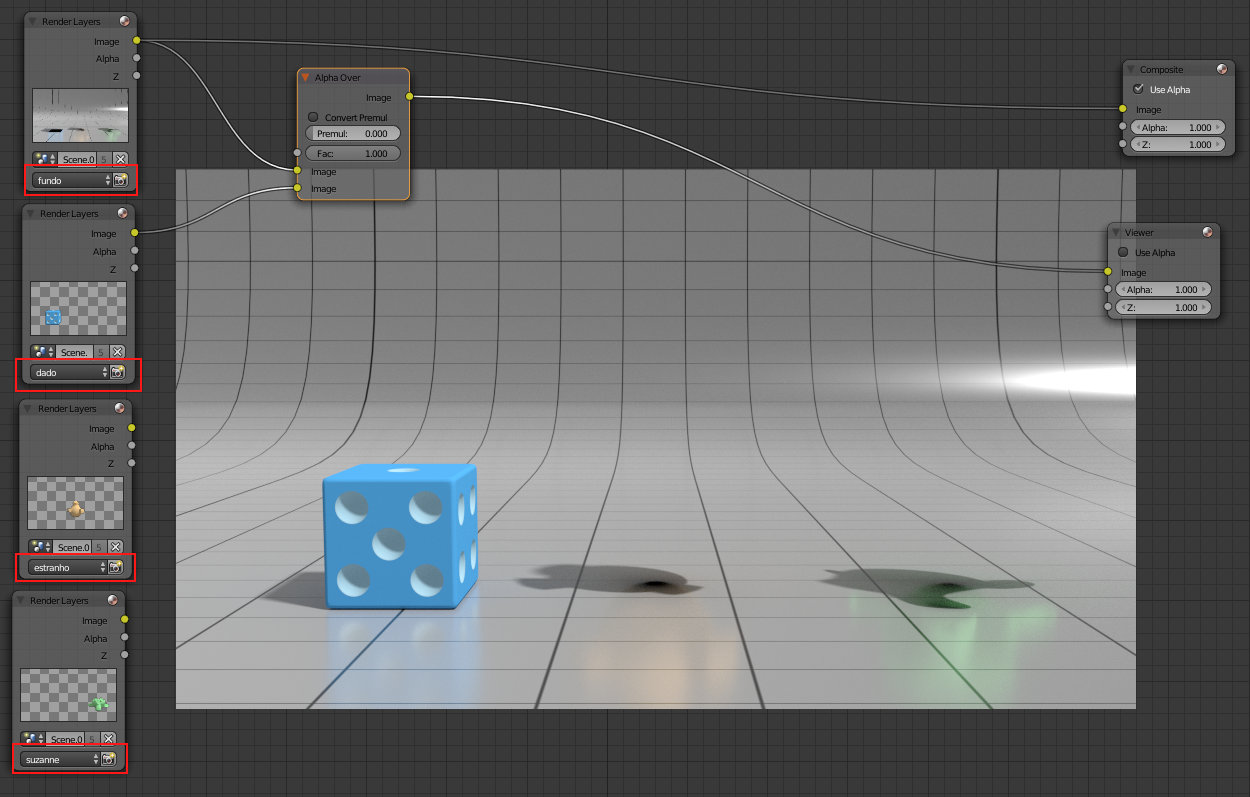 Render Layers
Image
Alpha
Z
Scene.0 5
fundo
Render Layers
Image
Alpha
Z
Scene. 5
dado
Render Layers
Image
Alpha
Z
Scene.0 5
estranho
Render Layers
Image
Alpha
Z
Scene.0 5
suzanne
Alpha Over
Image
Convert Premul
Premul: 0.000
Fac: 1.000
Image
Image
Composite
Use Alpha
Image
Alpha: 1.000
Z: 1.000
Viewer
Use Alpha
Image
Alpha: 1.000
Z: 1.000